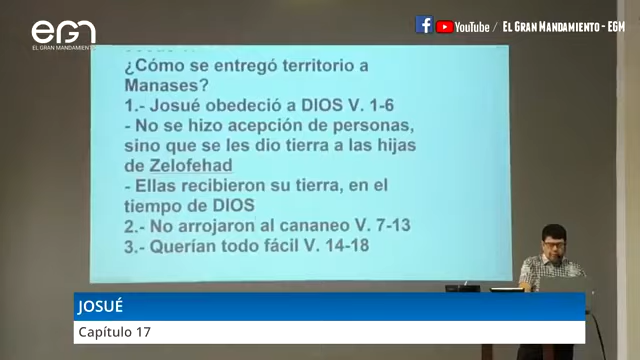 EGM
EL GRAN MANDAMIENTO
YouTube / EL GRAN MANDAMIENTO - EGM
¿Cómo se entregó territorio a
Manases?
1.- Josué obedeció a DIOS V. 1-6
- No se hizo acepción de personas,
sino que se les dio tierra a las hijas
de Zelofehad
- Ellas recibieron su tierra, en el
tiempo de DIOS
2.- No arrojaron al cananeo V. 7-13
3.- Querían todo fácil V. 14-18
JOSUÉ
Capítulo 17